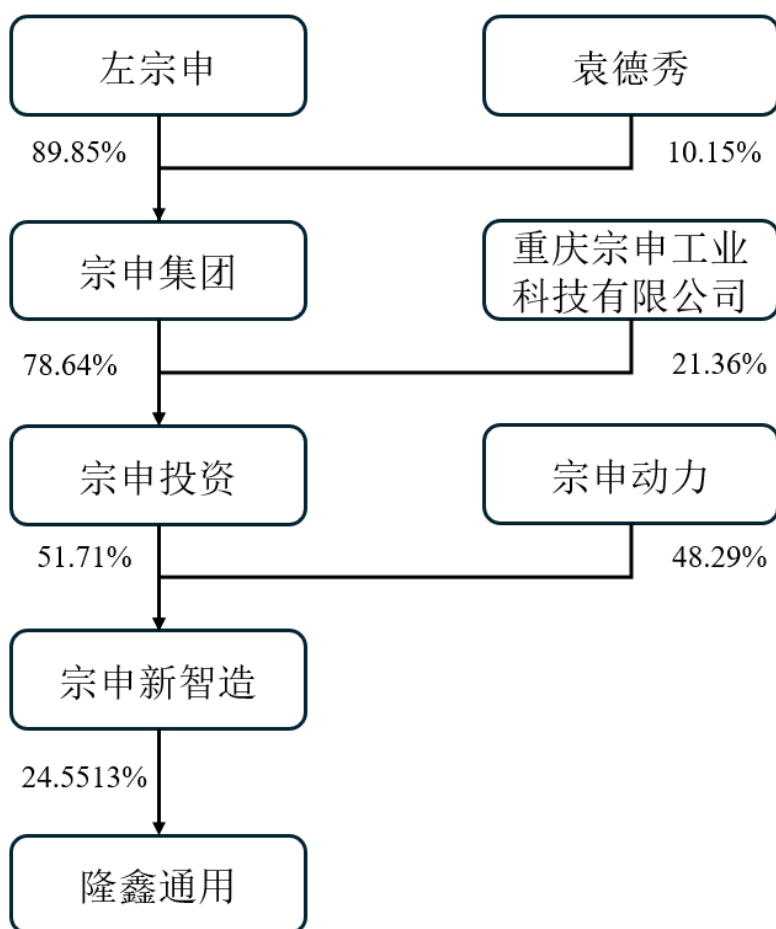 左宗申
袁德秀
89.85%
10.15%
宗申集团
重庆宗申工业
科技有限公司
78.64%
21.36%
宗申投资
宗申动力
51.71%
48.29%
宗申新智造
24.5513%
隆鑫通用